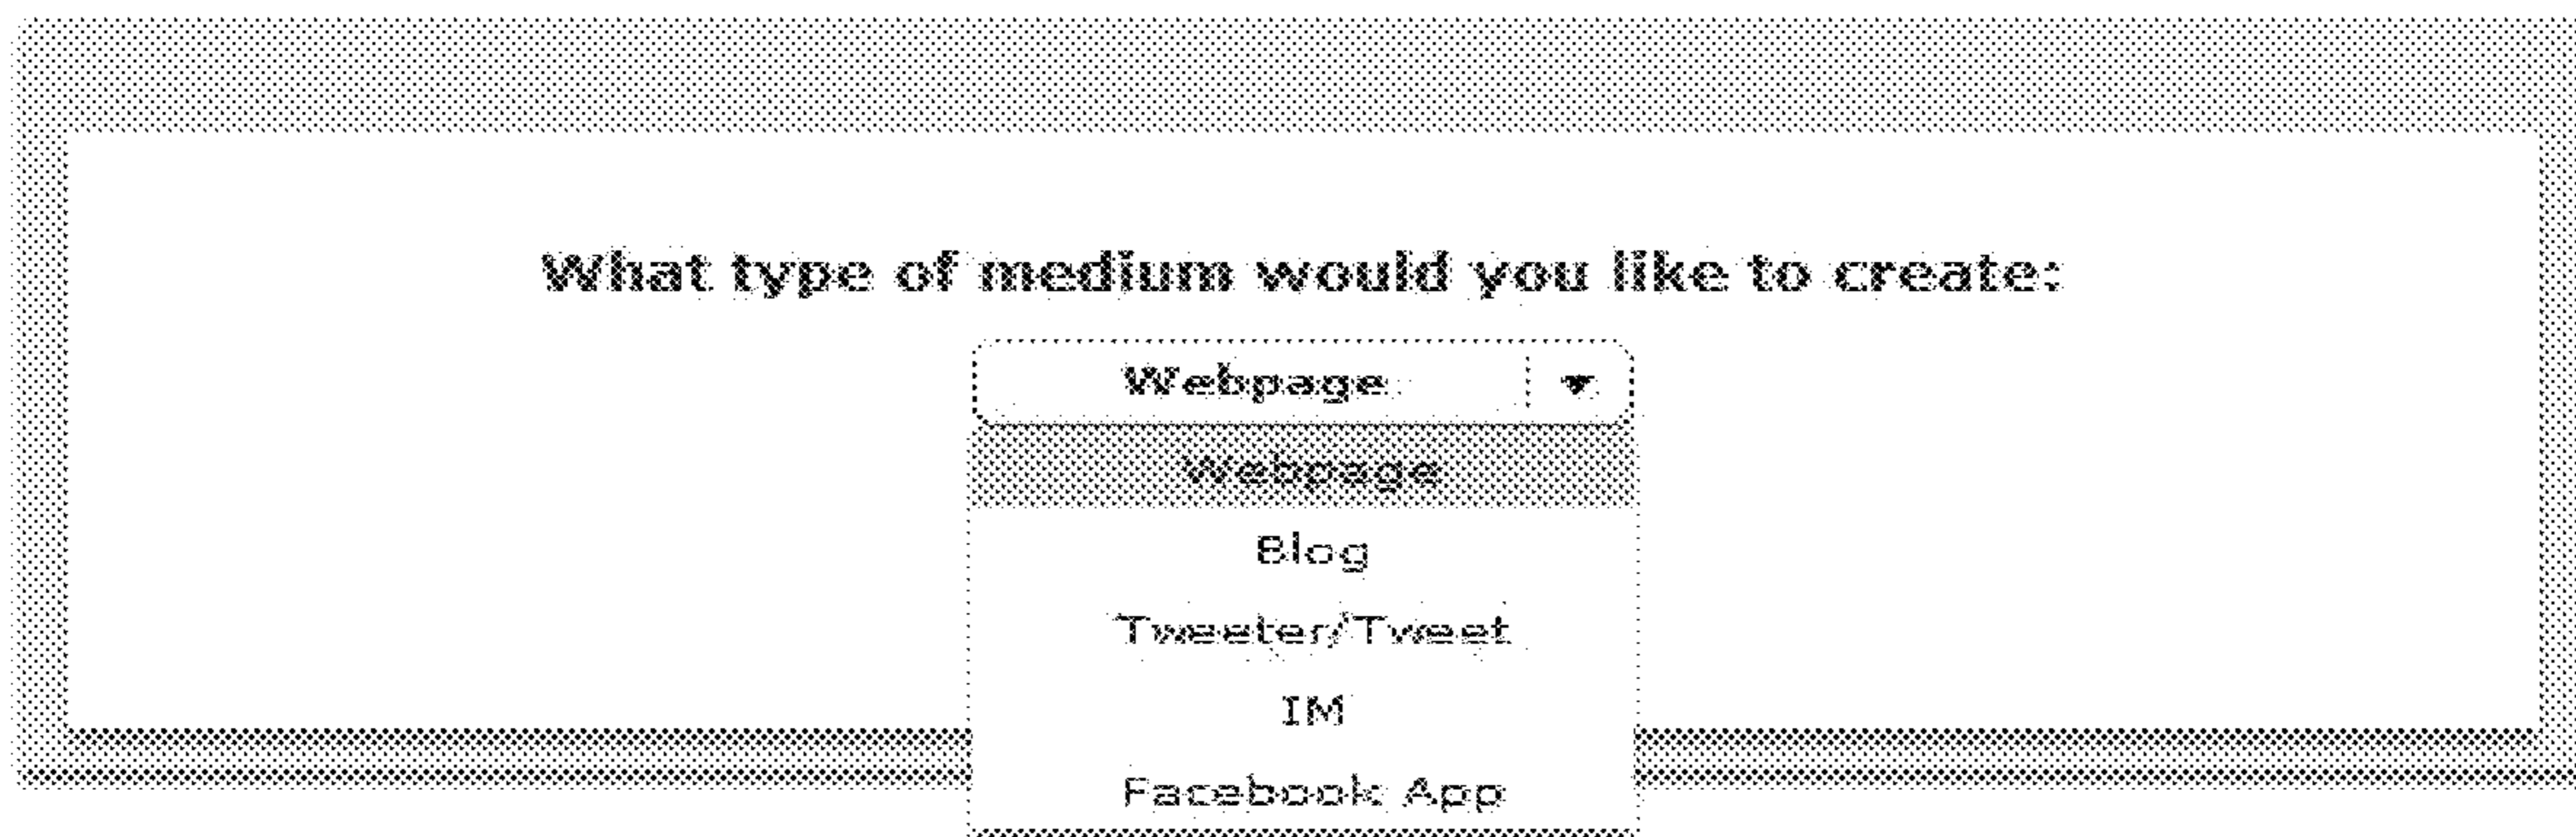 What type of medium would you like to create:
Webpage
Webpage
Blog
Tweeter/Tweet
IM
Facebook App